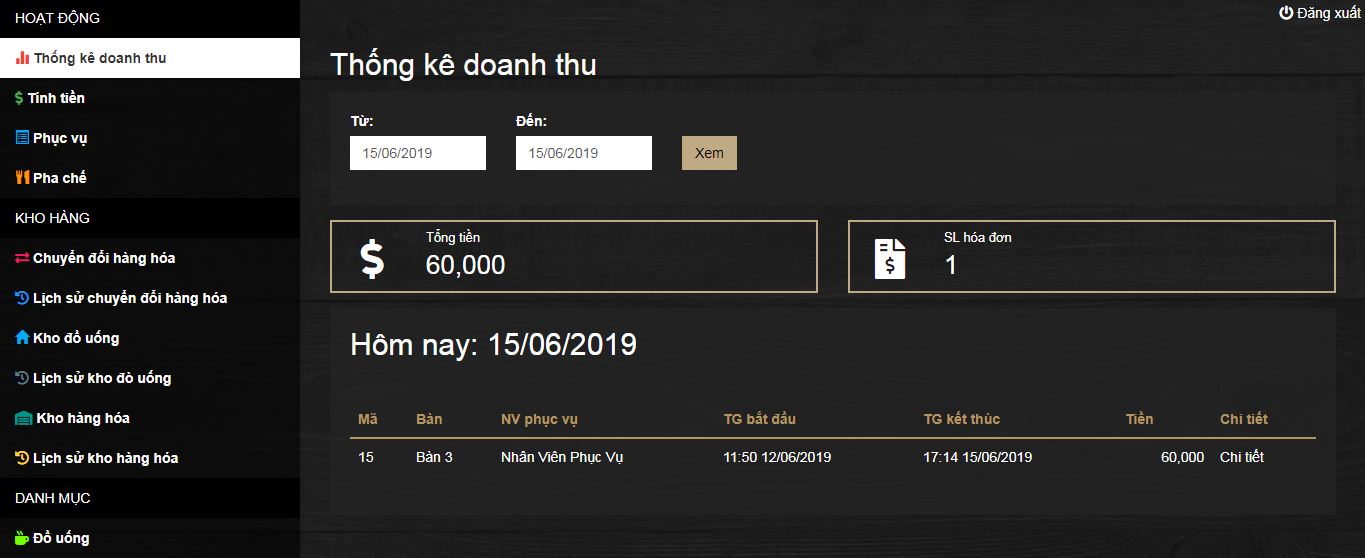 HOẠT ĐỘNG
Thống kê doanh thu
Tính tiền
Phục vụ
Pha chế
KHO HÀNG
Chuyển đổi hàng hóa
Lịch sử chuyển đổi hàng hóa
Kho đồ uống
Lịch sử kho đò uống
Kho hàng hóa
Lịch sử kho hàng hóa
DANH MỤC
Đồ uống
Đăng xuất
Thống kê doanh thu
Từ: Đến:
15/06/2019 15/06/2019 Xem
Tổng tiền
60,000
SL hóa đơn
1
Hôm nay: 15/06/2019
Mã Bàn NV phục vụ TG bắt đầu TG kết thúc Tiền Chi tiết
15 Bàn 3 Nhân Viên Phục Vụ 11:50 12/06/2019 17:14 15/06/2019 60,000 Chi tiết